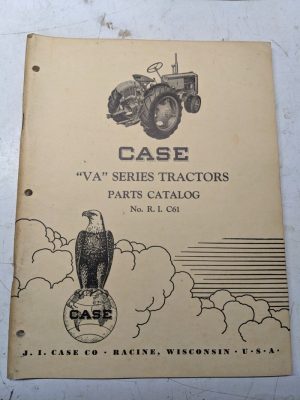 CASE
"VA" SERIES TRACTORS
PARTS CATALOG
No. R. I. C61
CASE
J. I. CASE CO · RACINE, WISCONSIN · U·S·A·